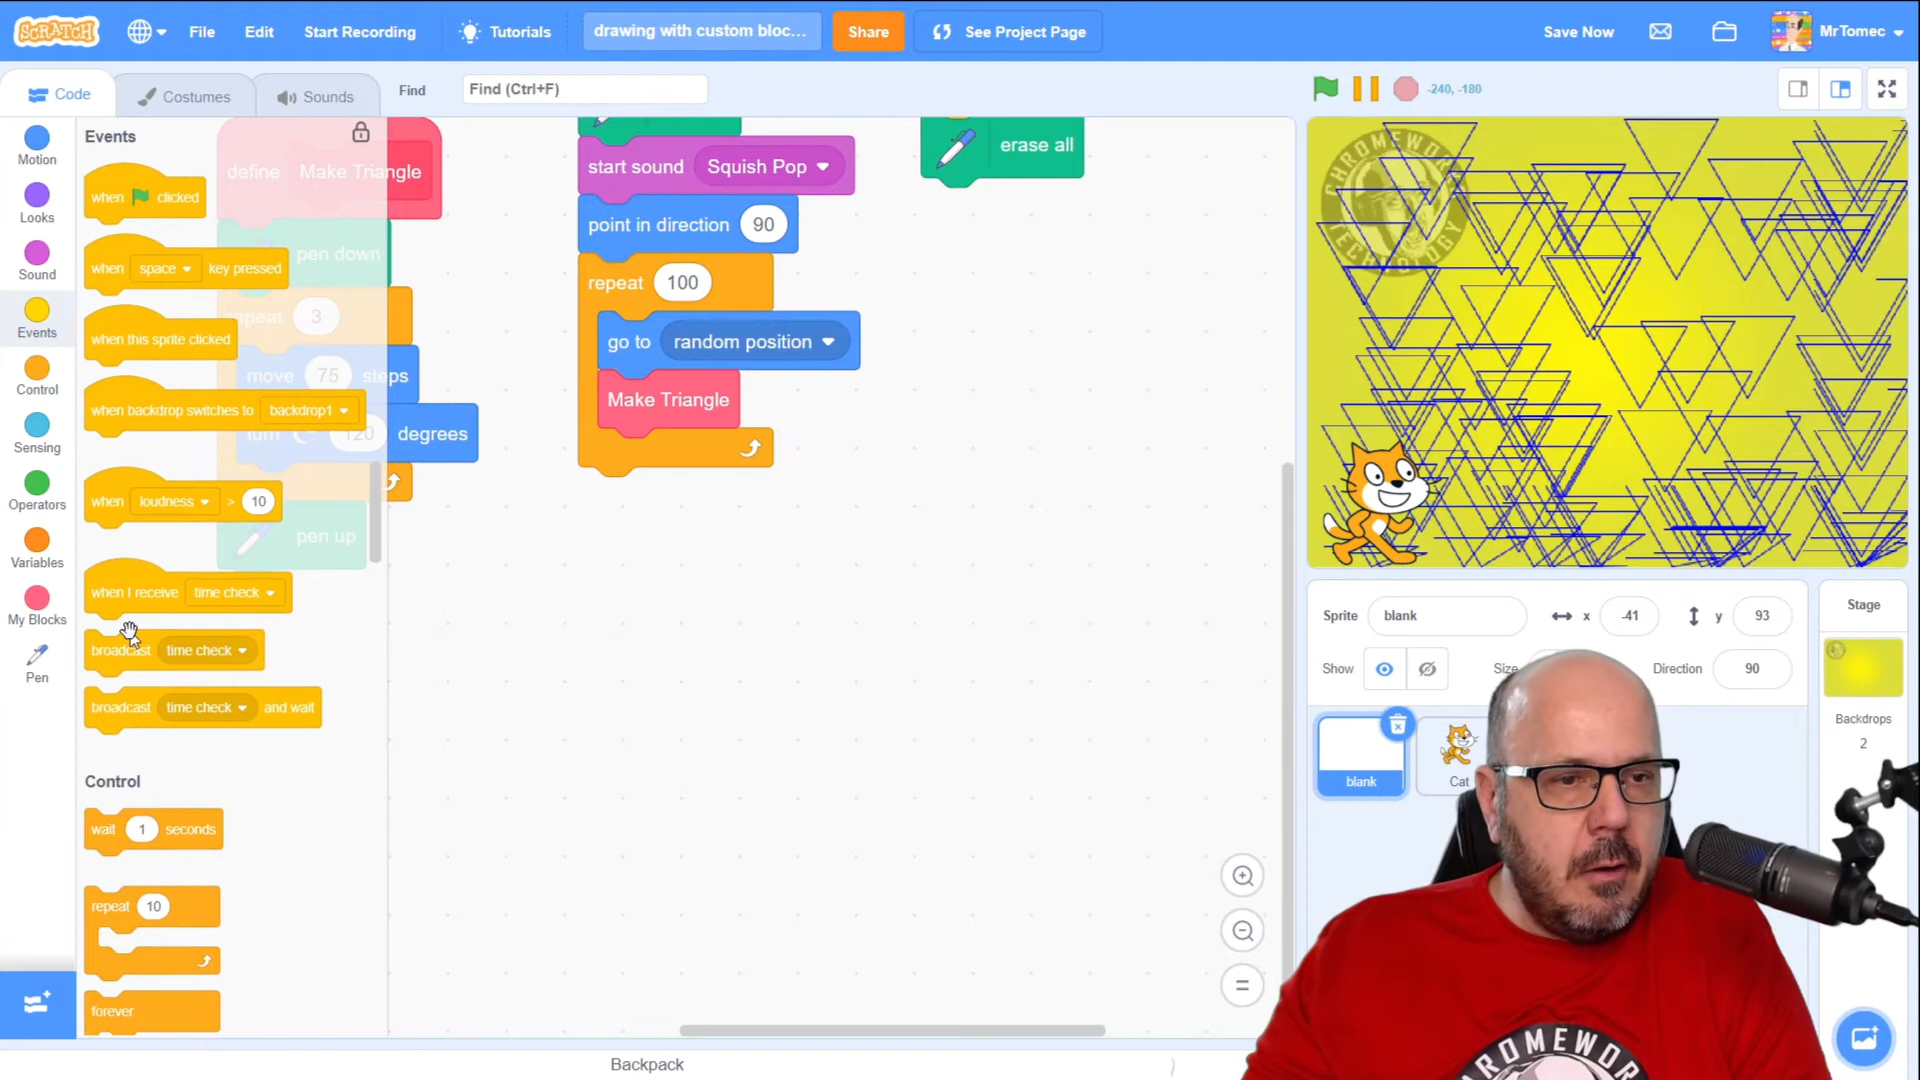 SCRATCH File Edit Start Recording Tutorials drawing with custom bloc... Share See Project Page Save Now MrTomec
Code Costumes Sounds Find Find (Ctrl+F) -240, -180
Motion
Looks
Sound
Events
Control
Sensing
Operators
Variables
My Blocks
Pen
Events
when clicked
when space key pressed
when this sprite clicked
when backdrop switches to backdrop1
when loudness > 10
when I receive time check
broadcast time check
broadcast time check and wait
Control
wait 1 seconds
repeat 10
forever
define Make Triangle
pen down
repeat 3
move 75 steps
turn 120 degrees
pen up
start sound Squish Pop
point in direction 90
repeat 100
go to random position
Make Triangle
erase all
CHROMEWORK
TECHNOLOGY
Sprite blank x -41 y 93
Show Size Direction 90
blank
Cat
Stage
Backdrops
2
Backpack